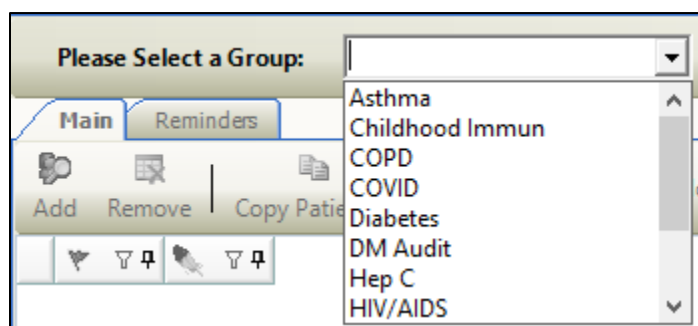 Please Select a Group:
Asthma
Childhood Immun
COPD
COVID
Diabetes
DM Audit
Hep C
HIV/AIDS
Main
Reminders
Add
Remove
Copy Patie